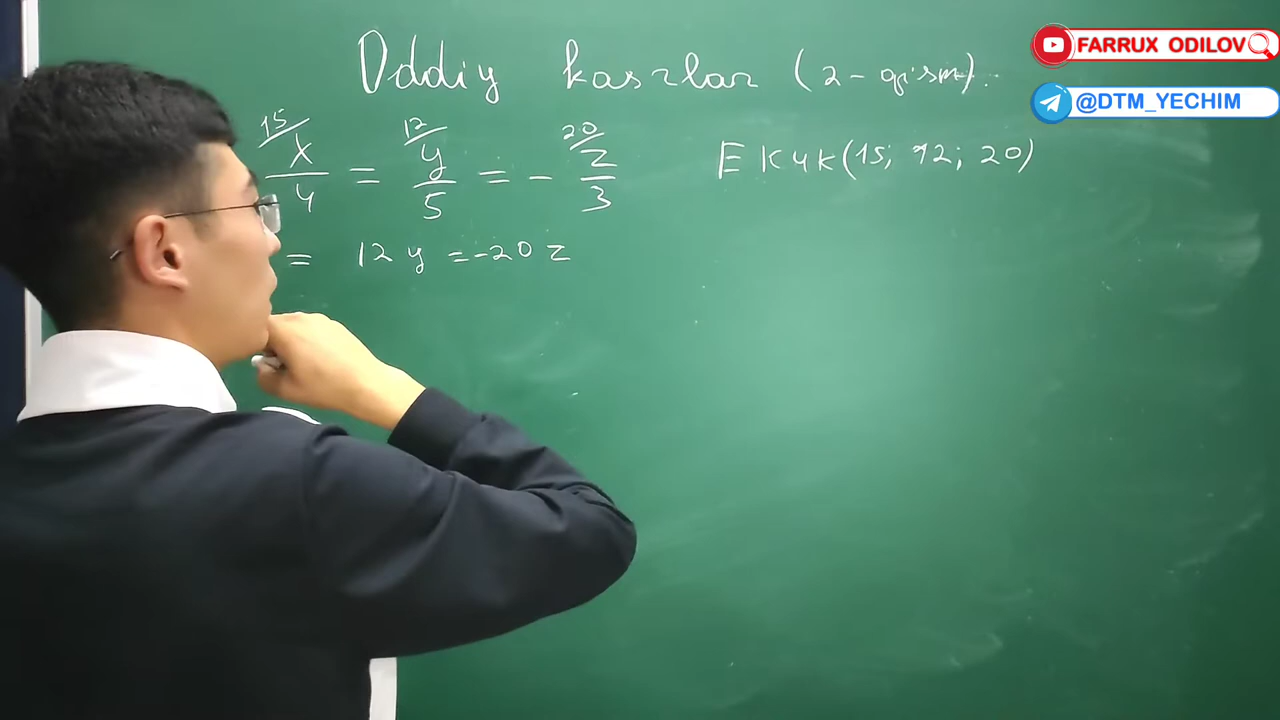 Oddiy kasrlar (2-qism).
FARRUX ODILOV
@DTM_YECHIM
15/ 12/ 20/
x/4 = y/5 = - z/3
EKUK(15; 12; 20)
= 12y = -20z